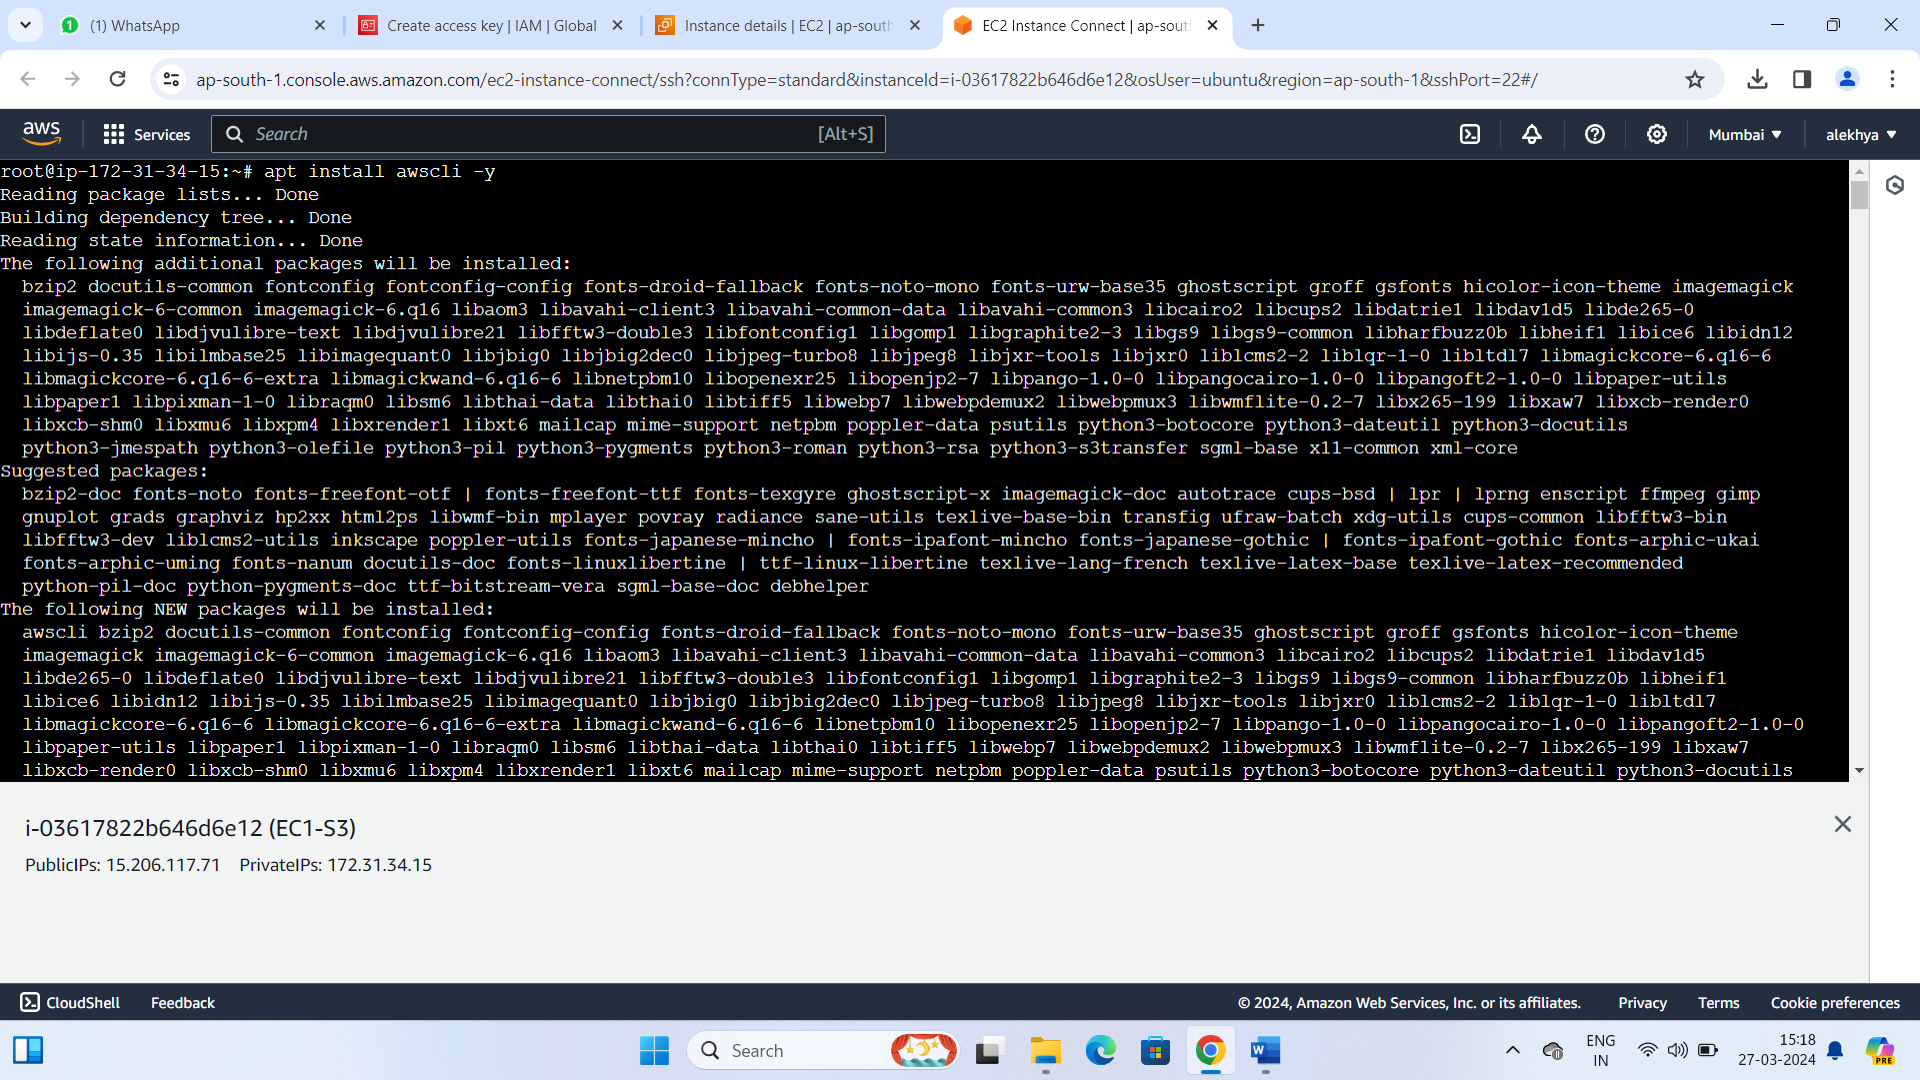 (1) WhatsApp
Create access key | IAM | Global
Instance details | EC2 | ap-south
EC2 Instance Connect | ap-sout
ap-south-1.console.aws.amazon.com/ec2-instance-connect/ssh?connType=standard&instanceId=i-03617822b646d6e12&osUser=ubuntu&region=ap-south-1&sshPort=22#/
aws
Services
Search
[Alt+S]
Mumbai
alekhya
root@ip-172-31-34-15:~# apt install awscli -y
Reading package lists... Done
Building dependency tree... Done
Reading state information... Done
The following additional packages will be installed:
bzip2 docutils-common fontconfig fontconfig-config fonts-droid-fallback fonts-noto-mono fonts-urw-base35 ghostscript groff gsfonts hicolor-icon-theme imagemagick
imagemagick-6-common imagemagick-6.q16 libaom3 libavahi-client3 libavahi-common-data libavahi-common3 libcairo2 libcups2 libdatrie1 libdav1d5 libde265-0
libdeflate0 libdjvulibre-text libdjvulibre21 libfftw3-double3 libfontconfig1 libgomp1 libgraphite2-3 libgs9 libgs9-common libharfbuzz0b libheif1 libice6 libidn12
libijs-0.35 libilmbase25 libimagequant0 libjbig0 libjbig2dec0 libjpeg-turbo8 libjpeg8 libjxr-tools libjxr0 liblcms2-2 liblqr-1-0 libltdl7 libmagickcore-6.q16-6
libmagickcore-6.q16-6-extra libmagickwand-6.q16-6 libnetpbm10 libopenexr25 libopenjp2-7 libpango-1.0-0 libpangocairo-1.0-0 libpangoft2-1.0-0 libpaper-utils
libpaper1 libpixman-1-0 libraqm0 libsm6 libthai-data libthai0 libtiff5 libwebp7 libwebpdemux2 libwebpmux3 libwmflite-0.2-7 libx265-199 libxaw7 libxcb-render0
libxcb-shm0 libxmu6 libxpm4 libxrender1 libxt6 mailcap mime-support netpbm poppler-data psutils python3-botocore python3-dateutil python3-docutils
python3-jmespath python3-olefile python3-pil python3-pygments python3-roman python3-rsa python3-s3transfer sgml-base x11-common xml-core
Suggested packages:
bzip2-doc fonts-noto fonts-freefont-otf | fonts-freefont-ttf fonts-texgyre ghostscript-x imagemagick-doc autotrace cups-bsd | lpr | lprng enscript ffmpeg gimp
gnuplot grads graphviz hp2xx html2ps libwmf-bin mplayer povray radiance sane-utils texlive-base-bin transfig ufraw-batch xdg-utils cups-common libfftw3-bin
libfftw3-dev liblcms2-utils inkscape poppler-utils fonts-japanese-mincho | fonts-ipafont-mincho fonts-japanese-gothic | fonts-ipafont-gothic fonts-arphic-ukai
fonts-arphic-uming fonts-nanum docutils-doc fonts-linuxlibertine | ttf-linux-libertine texlive-lang-french texlive-latex-base texlive-latex-recommended
python-pil-doc python-pygments-doc ttf-bitstream-vera sgml-base-doc debhelper
The following NEW packages will be installed:
awscli bzip2 docutils-common fontconfig fontconfig-config fonts-droid-fallback fonts-noto-mono fonts-urw-base35 ghostscript groff gsfonts hicolor-icon-theme
imagemagick imagemagick-6-common imagemagick-6.q16 libaom3 libavahi-client3 libavahi-common-data libavahi-common3 libcairo2 libcups2 libdatrie1 libdav1d5
libde265-0 libdeflate0 libdjvulibre-text libdjvulibre21 libfftw3-double3 libfontconfig1 libgomp1 libgraphite2-3 libgs9 libgs9-common libharfbuzz0b libheif1
libice6 libidn12 libijs-0.35 libilmbase25 libimagequant0 libjbig0 libjbig2dec0 libjpeg-turbo8 libjpeg8 libjxr-tools libjxr0 liblcms2-2 liblqr-1-0 libltdl7
libmagickcore-6.q16-6 libmagickcore-6.q16-6-extra libmagickwand-6.q16-6 libnetpbm10 libopenexr25 libopenjp2-7 libpango-1.0-0 libpangocairo-1.0-0 libpangoft2-1.0-0
libpaper-utils libpaper1 libpixman-1-0 libraqm0 libsm6 libthai-data libthai0 libtiff5 libwebp7 libwebpdemux2 libwebpmux3 libwmflite-0.2-7 libx265-199 libxaw7
libxcb-render0 libxcb-shm0 libxmu6 libxpm4 libxrender1 libxt6 mailcap mime-support netpbm poppler-data psutils python3-botocore python3-dateutil python3-docutils
i-03617822b646d6e12 (EC1-S3)
PublicIPs: 15.206.117.71 PrivateIPs: 172.31.34.15
CloudShell
Feedback
© 2024, Amazon Web Services, Inc. or its affiliates.
Privacy
Terms
Cookie preferences
Search
ENG
IN
15:18
27-03-2024
PRE